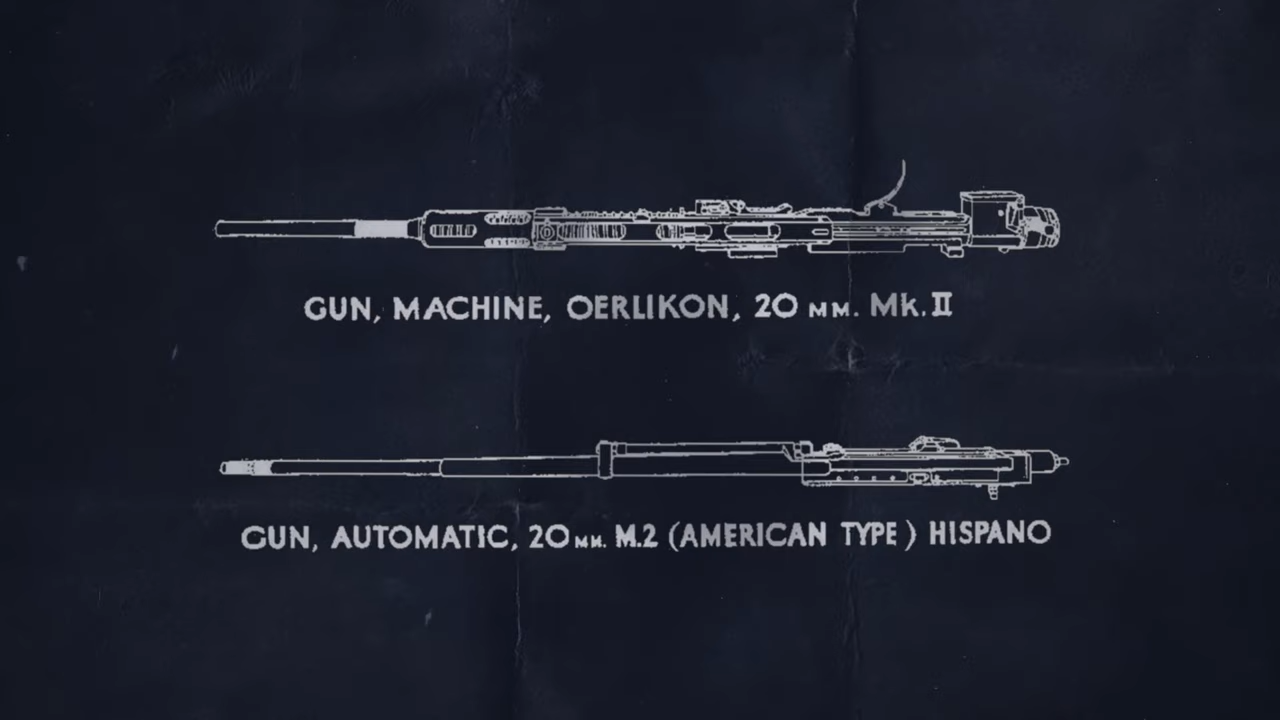 GUN, MACHINE, OERLIKON, 20 MM. Mk. II
GUN, AUTOMATIC, 20 MM. M.2 (AMERICAN TYPE) HISPANO